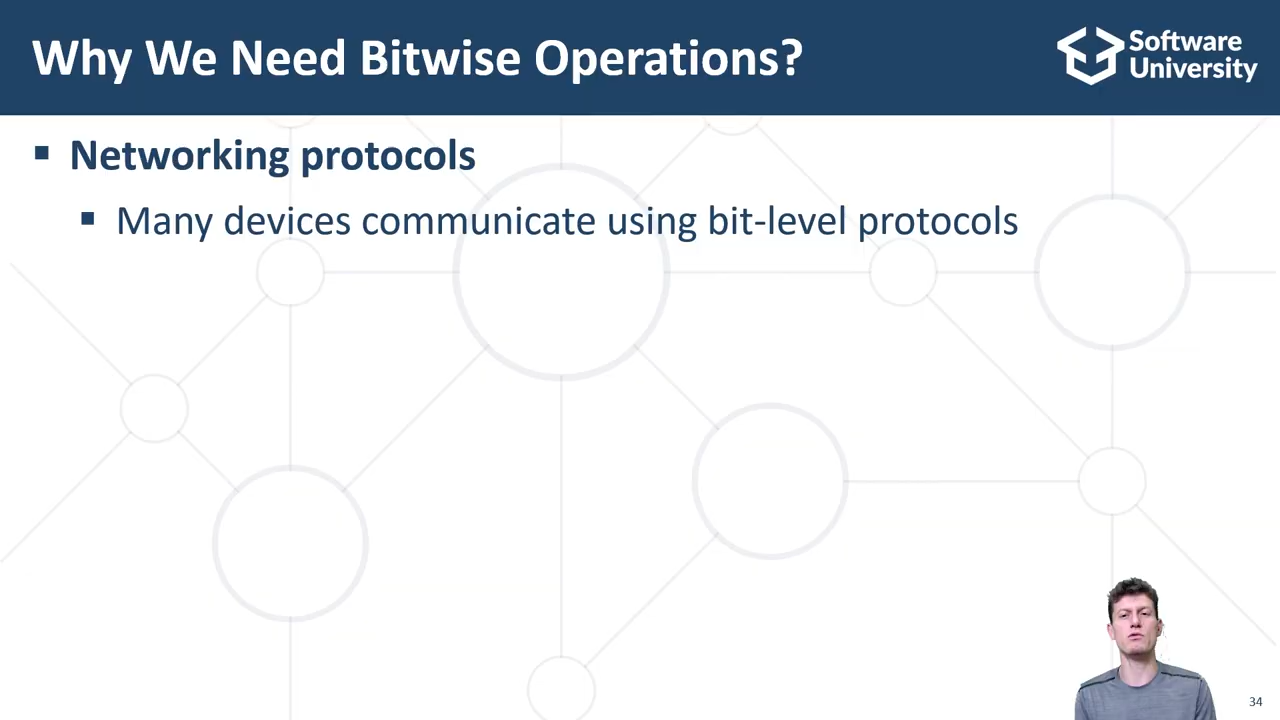 Why We Need Bitwise Operations?
Software
University
▪ Networking protocols
▪ Many devices communicate using bit-level protocols
34